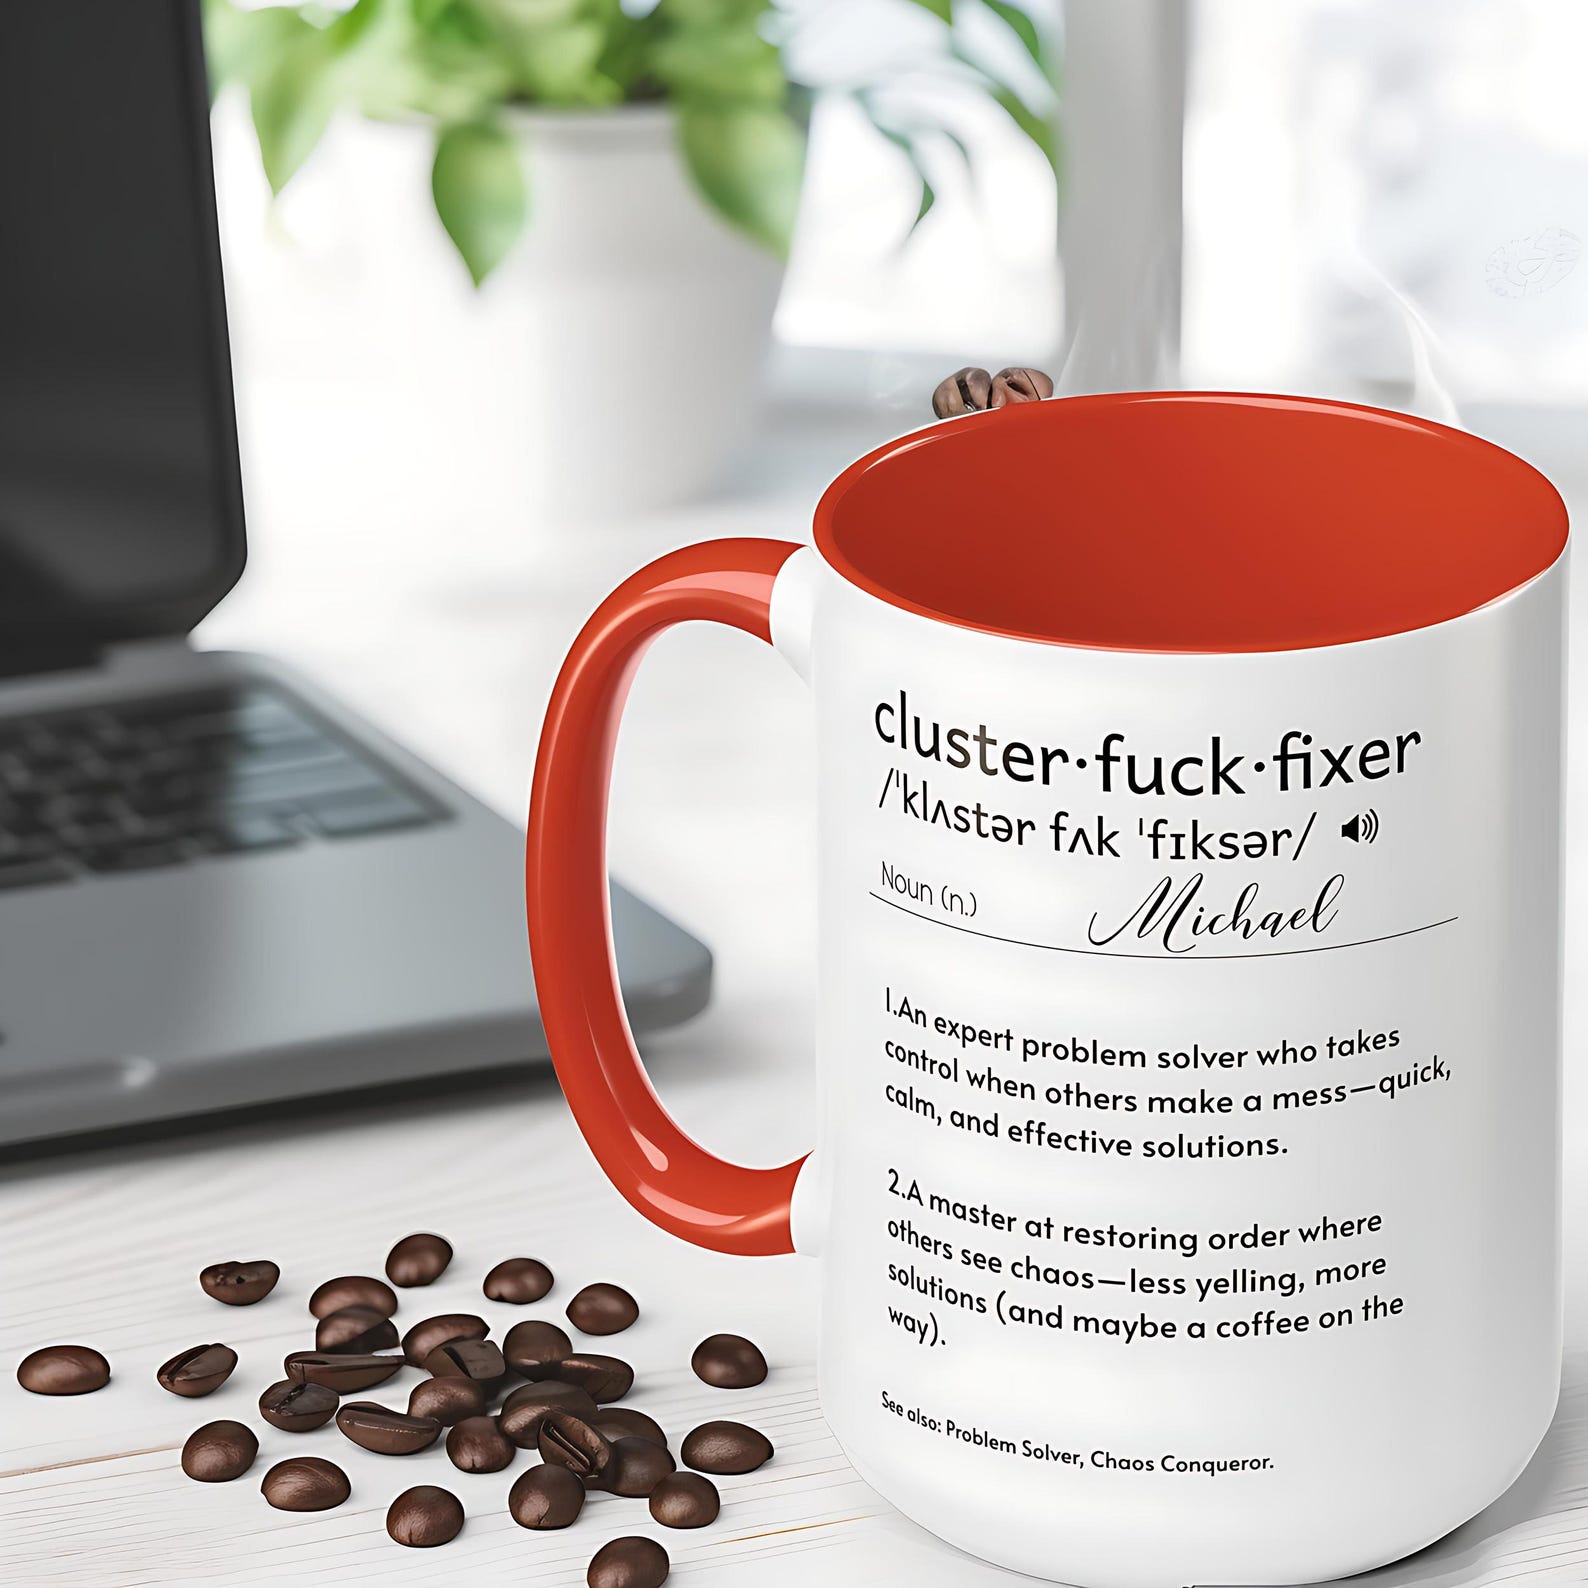 cluster·fuck·fixer
/ˈklʌstər fʌk ˈfɪksər/
Noun (n.) Michael
1.An expert problem solver who takes
control when others make a mess—quick,
calm, and effective solutions.
2.A master at restoring order where
others see chaos—less yelling, more
solutions (and maybe a coffee on the
way).
See also: Problem Solver, Chaos Conqueror.